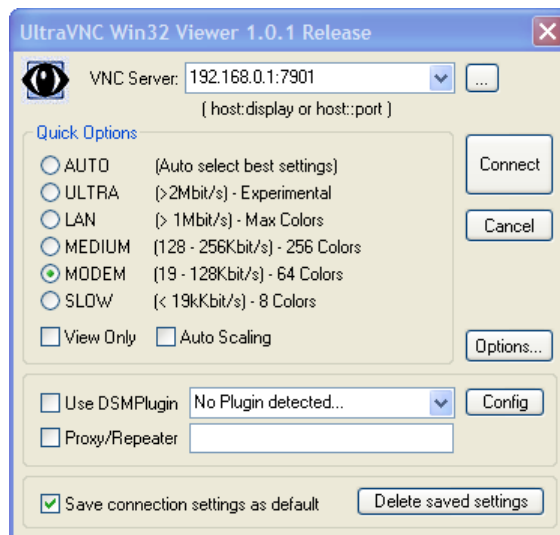 UltraVNC Win32 Viewer 1.0.1 Release
VNC Server: 192.168.0.1:7901 ...
( host:display or host::port )
Quick Options
AUTO (Auto select best settings)
ULTRA (>2Mbit/s) - Experimental
LAN (> 1Mbit/s) - Max Colors
MEDIUM (128 - 256Kbit/s) - 256 Colors
MODEM (19 - 128Kbit/s) - 64 Colors
SLOW (< 19kKbit/s) - 8 Colors
View Only Auto Scaling
Connect
Cancel
Options...
Use DSMPlugin No Plugin detected... Config
Proxy/Repeater
Save connection settings as default Delete saved settings